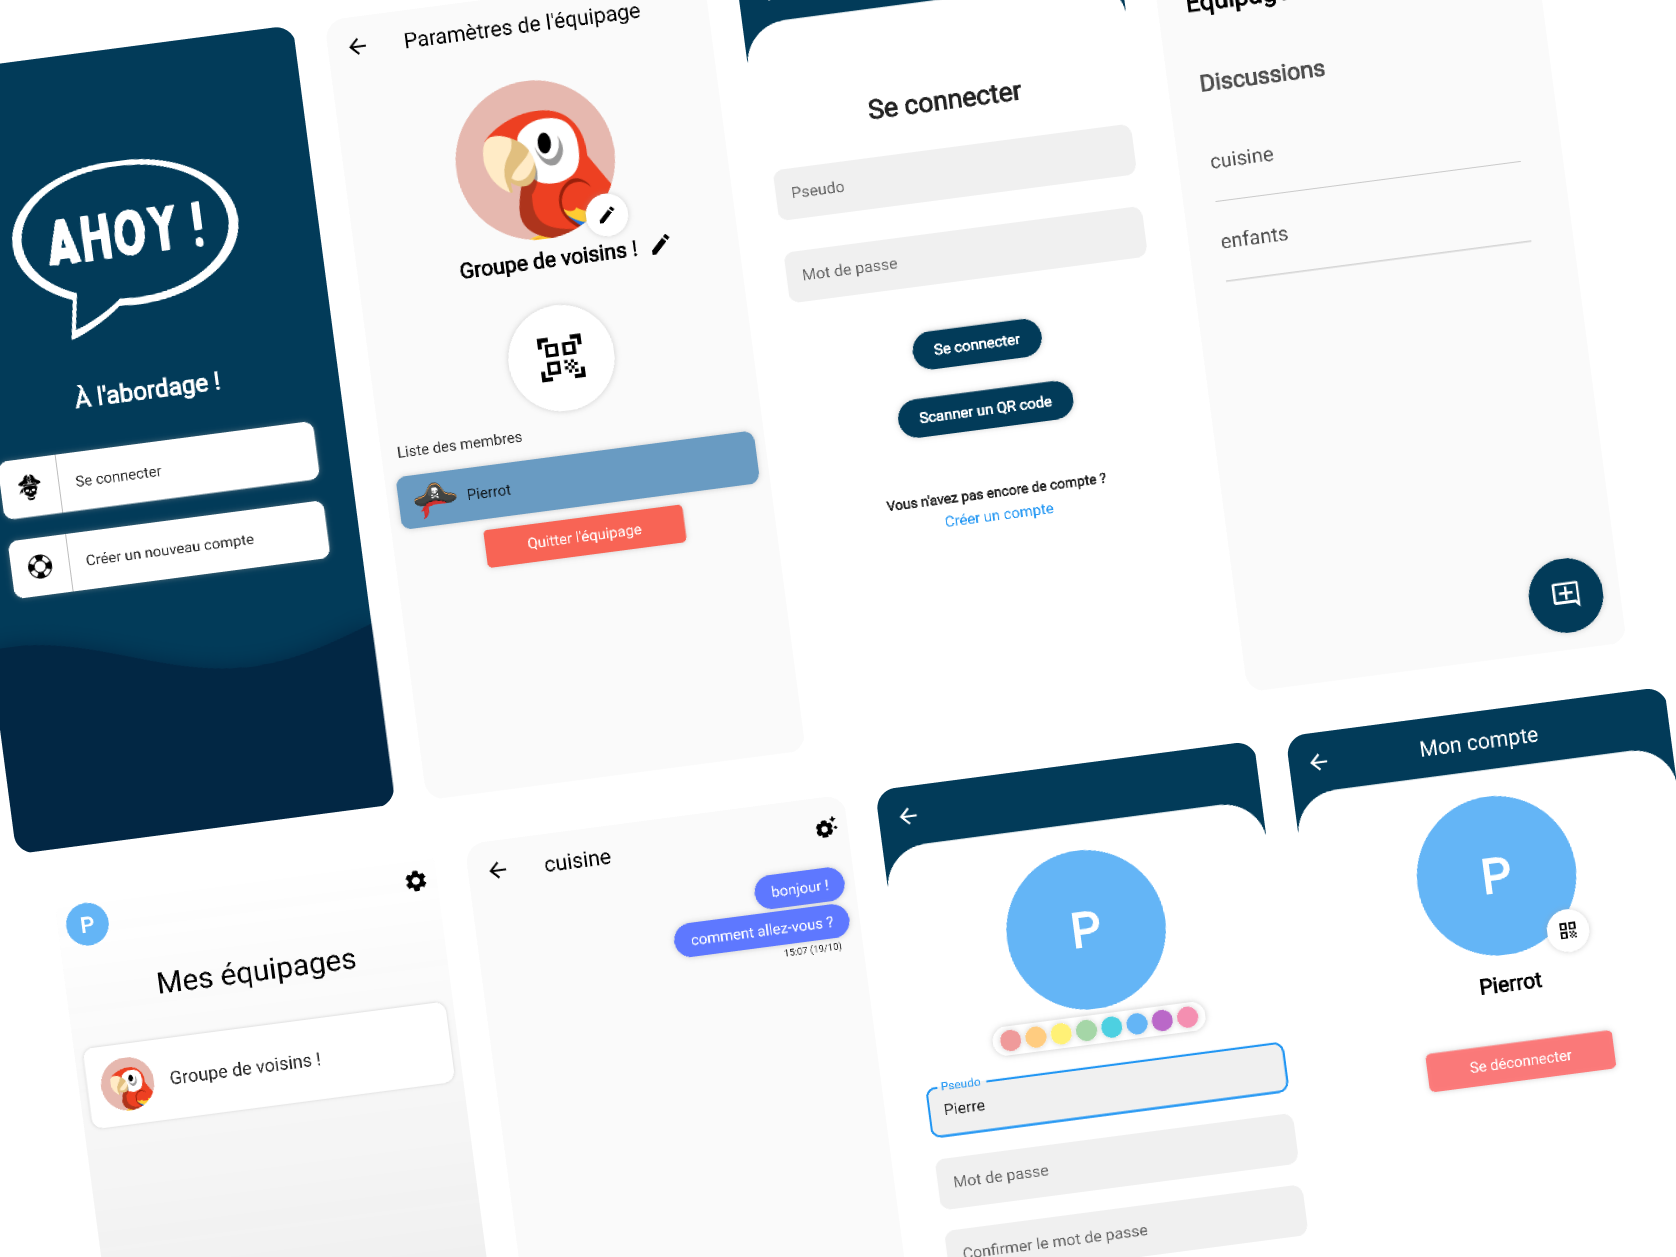 AHOY !
À l'abordage !
Se connecter
Créer un nouveau compte
Paramètres de l'équipage
Groupe de voisins !
Liste des membres
Pierrot
Quitter l'équipage
Se connecter
Pseudo
Mot de passe
Se connecter
Scanner un QR code
Vous n'avez pas encore de compte ?
Créer un compte
Discussions
cuisine
enfants
P
Mes équipages
Groupe de voisins !
cuisine
bonjour !
comment allez-vous ?
15:07 (19/10)
P
Pseudo
Pierre
Mot de passe
Confirmer le mot de passe
Mon compte
P
Pierrot
Se déconnecter